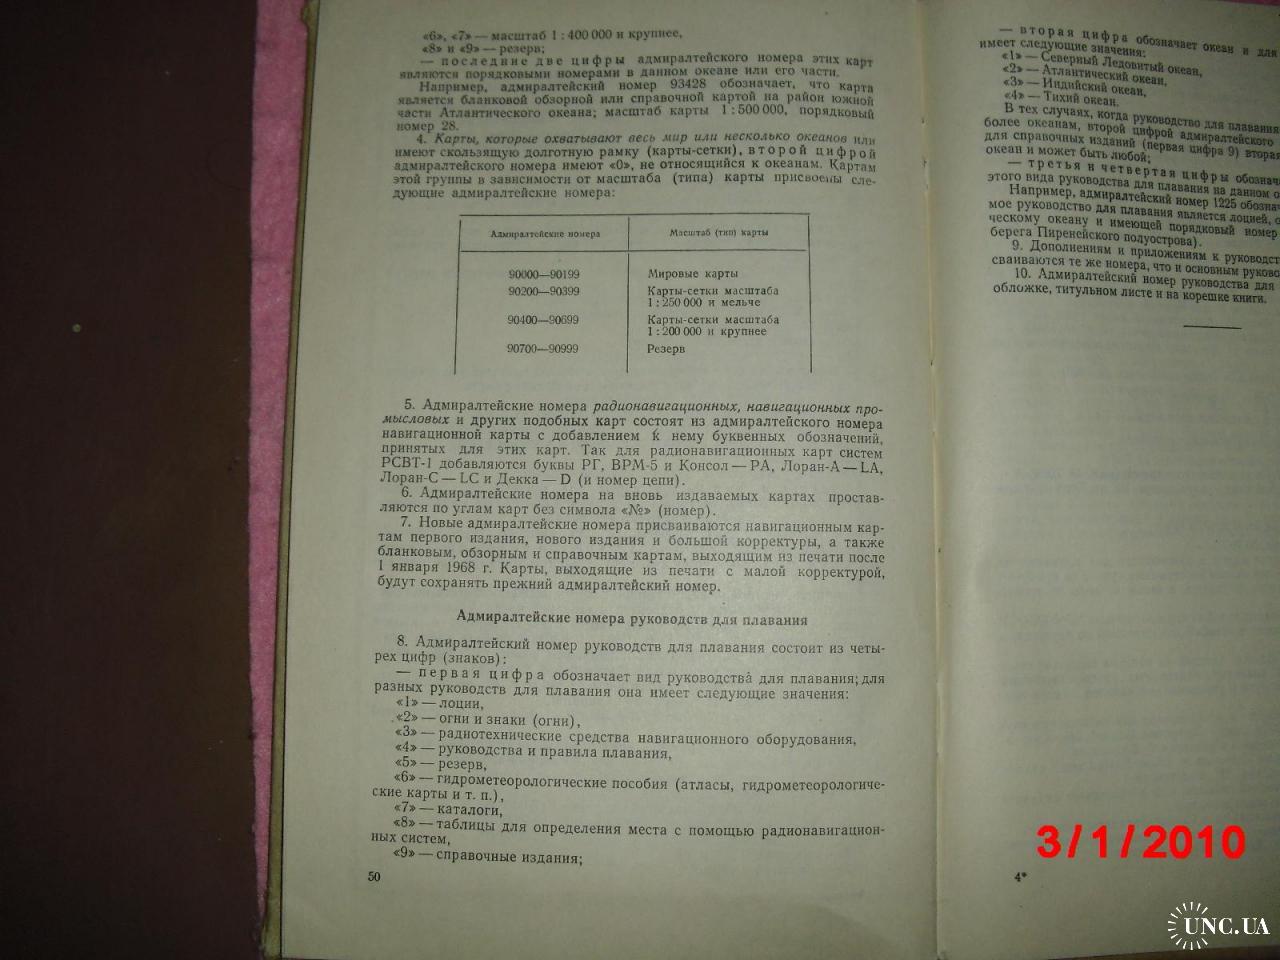 «6», «7» — масштаб 1 : 400 000 и крупнее,
«8» и «9» — резерв;
— последние две цифры адмиралтейского номера этих карт
являются порядковыми номерами в данном океане или его части.
Например, адмиралтейский номер 93428 обозначает, что карта
является бланковой обзорной или справочной картой на район южной
части Атлантического океана; масштаб карты 1 : 500 000, порядковый
номер 28.
4. Карты, которые охватывают весь мир или несколько океанов или
имеют скользящую долготную рамку (карты-сетки), второй цифрой
адмиралтейского номера имеют «0», не относящийся к океанам. Картам
этой группы в зависимости от масштаба (типа) карты присвоены сле-
дующие адмиралтейские номера:
Адмиралтейские номера Масштаб (тип) карты
90000—90199 Мировые карты
90200—90399 Карты-сетки масштаба
1 : 250 000 и мельче
90400—90699 Карты-сетки масштаба
1 : 200 000 и крупнее
90700—90999 Резерв
5. Адмиралтейские номера радионавигационных, навигационных про-
мысловых и других подобных карт состоят из адмиралтейского номера
навигационной карты с добавлением к нему буквенных обозначений,
принятых для этих карт. Так для радионавигационных карт систем
РСВТ-1 добавляются буквы РГ, ВРМ-5 и Консол — РА, Лоран-А — LA,
Лоран-С — LC и Декка — D (и номер цепи).
6. Адмиралтейские номера на вновь издаваемых картах простав-
ляются по углам карт без символа «№» (номер).
7. Новые адмиралтейские номера присваиваются навигационным кар-
там первого издания, нового издания и большой корректуры, а также
бланковым, обзорным и справочным картам, выходящим из печати после
1 января 1968 г. Карты, выходящие из печати с малой корректурой,
будут сохранять прежний адмиралтейский номер.
Адмиралтейские номера руководств для плавания
8. Адмиралтейский номер руководств для плавания состоит из четы-
рех цифр (знаков):
— первая цифра обозначает вид руководства для плавания; для
разных руководств для плавания она имеет следующие значения:
«1» — лоции,
«2» — огни и знаки (огни),
«3» — радиотехнические средства навигационного оборудования,
«4» — руководства и правила плавания,
«5» — резерв,
«6» — гидрометеорологические пособия (атласы, гидрометеорологиче-
ские карты и т. п.),
«7» — каталоги,
«8» — таблицы для определения места с помощью радионавигацион-
ных систем,
«9» — справочные издания;
50
— вторая цифра обозначает океан и для
имеет следующие значения:
«1» — Северный Ледовитый океан,
«2» — Атлантический океан,
«3» — Индийский океан,
«4» — Тихий океан.
В тех случаях, когда руководство для плавания
более океанам, второй цифрой адмиралтейского
для справочных изданий (первая цифра 9) вторая
океан и может быть любой;
— третья и четвертая цифры
этого вида руководства для плавания на данном
Например, адмиралтейский номер 1225
мое руководство для плавания является лоцией,
ческому океану и имеющей порядковый номер
берега Пиренейского полуострова).
9. Дополнениям и приложениям к
сваиваются те же номера, что и основным
10. Адмиралтейский номер руководства для
обложке, титульном листе и на корешке книги.
4*
3/1/2010
UNC.UA